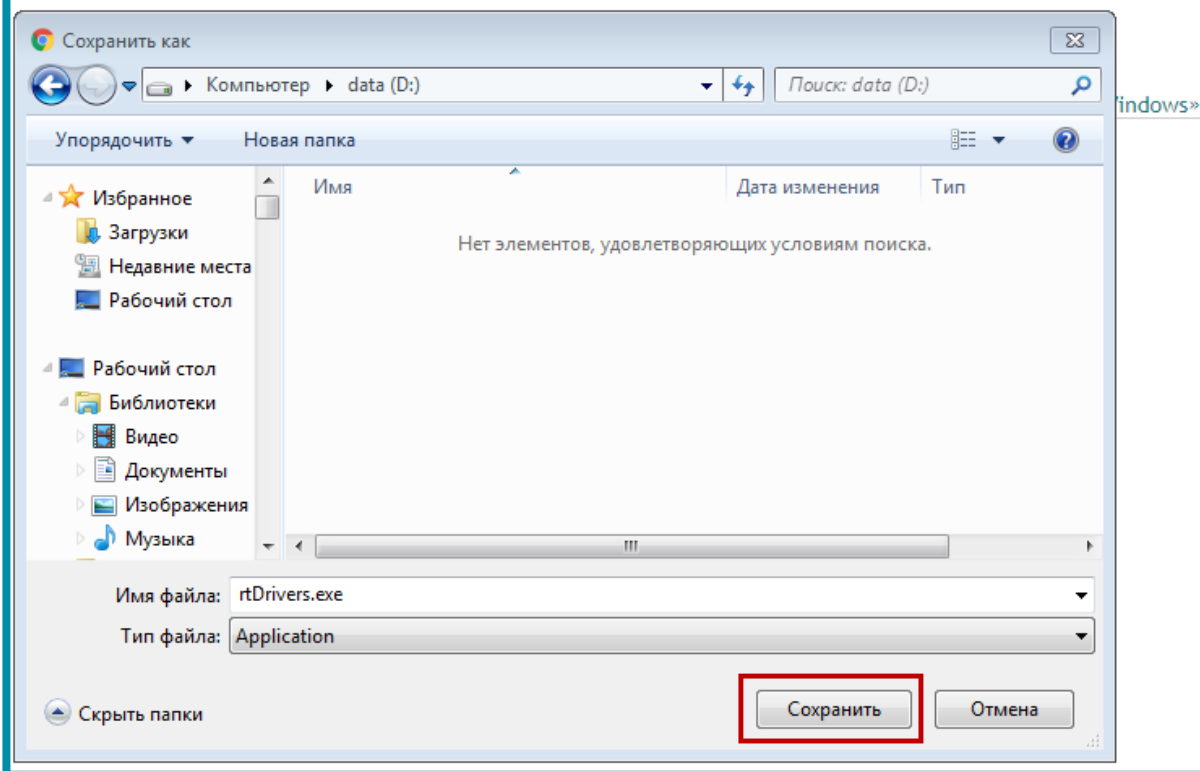 Сохранить как
Компьютер data (D:)
Поиск: data (D:)
indows»
Упорядочить
Новая папка
Имя
Дата изменения
Тип
Избранное
Загрузки
Недавние места
Рабочий стол
Нет элементов, удовлетворяющих условиям поиска.
Рабочий стол
Библиотеки
Видео
Документы
Изображения
Музыка
Имя файла: rtDrivers.exe
Тип файла: Application
Скрыть папки
Сохранить
Отмена